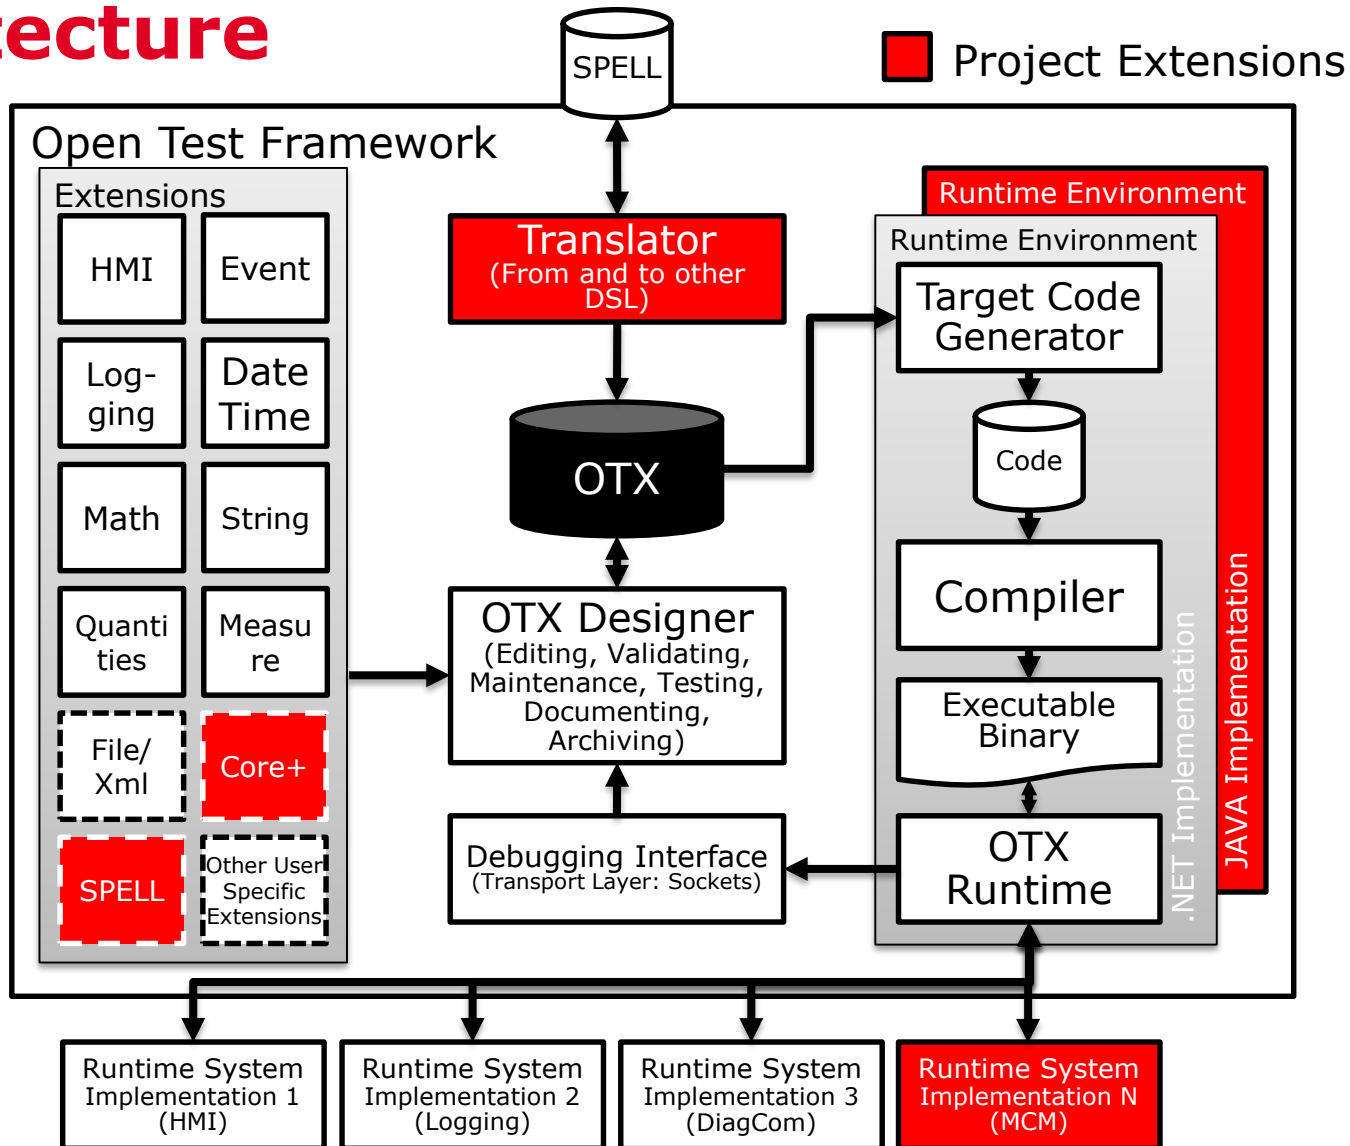 tecture
SPELL
Project Extensions
Open Test Framework
Extensions
HMI
Event
Log-
ging
Date
Time
Math
String
Quanti
ties
Measu
re
File/
Xml
Core+
SPELL
Other User
Specific
Extensions
Translator
(From and to other
DSL)
OTX
OTX Designer
(Editing, Validating,
Maintenance, Testing,
Documenting,
Archiving)
Debugging Interface
(Transport Layer: Sockets)
Runtime Environment
Runtime Environment
Target Code
Generator
Code
Compiler
Executable
Binary
OTX
Runtime
.NET Implementation
JAVA Implementation
Runtime System
Implementation 1
(HMI)
Runtime System
Implementation 2
(Logging)
Runtime System
Implementation 3
(DiagCom)
Runtime System
Implementation N
(MCM)